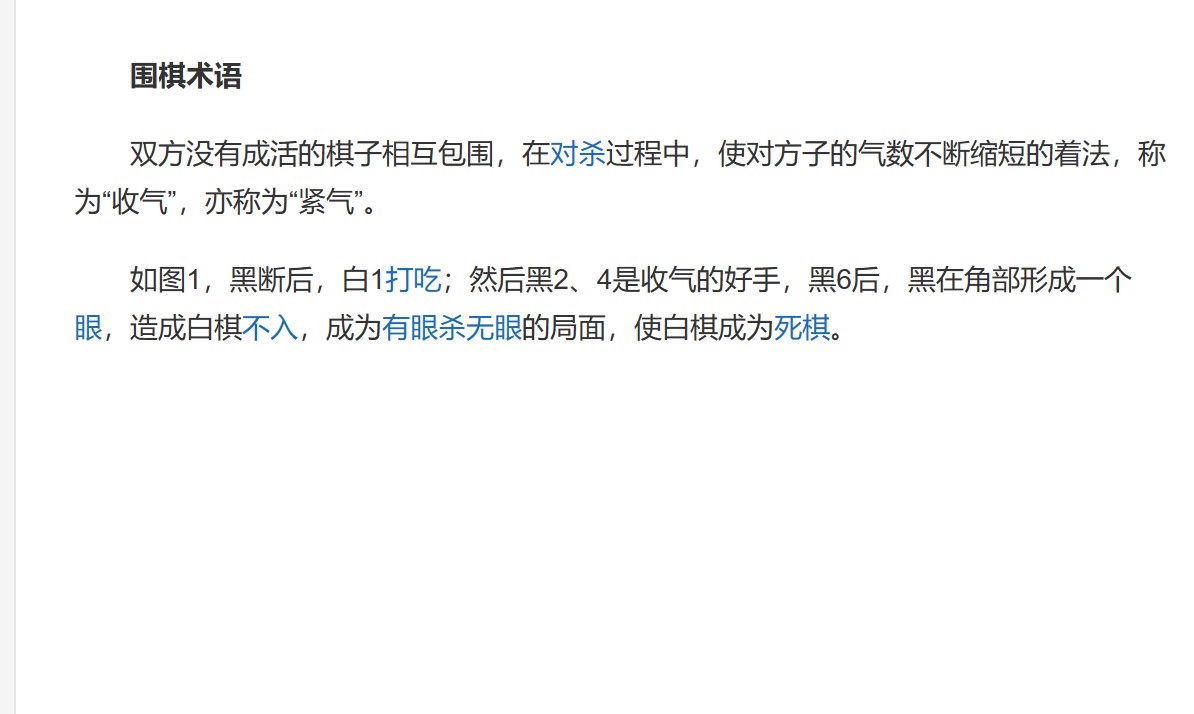 围棋术语
双方没有成活的棋子相互包围，在对杀过程中，使对方子的气数不断缩短的着法，称
为“收气”，亦称为“紧气”。
如图1，黑断后，白1打吃；然后黑2、4是收气的好手，黑6后，黑在角部形成一个
眼，造成白棋不入，成为有眼杀无眼的局面，使白棋成为死棋。